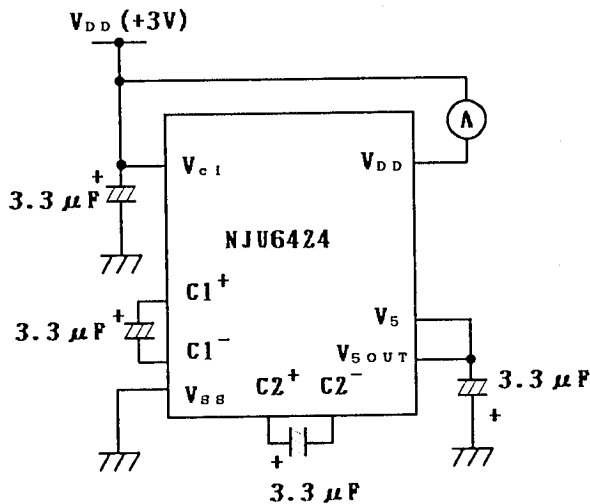 VDD (+3V)
A
VCI
VDD
+
3.3 μF
NJU6424
C1+
+
3.3 μF
C1-
V5
V5OUT
VSS
C2+ C2-
3.3 μF
+
+
3.3 μF